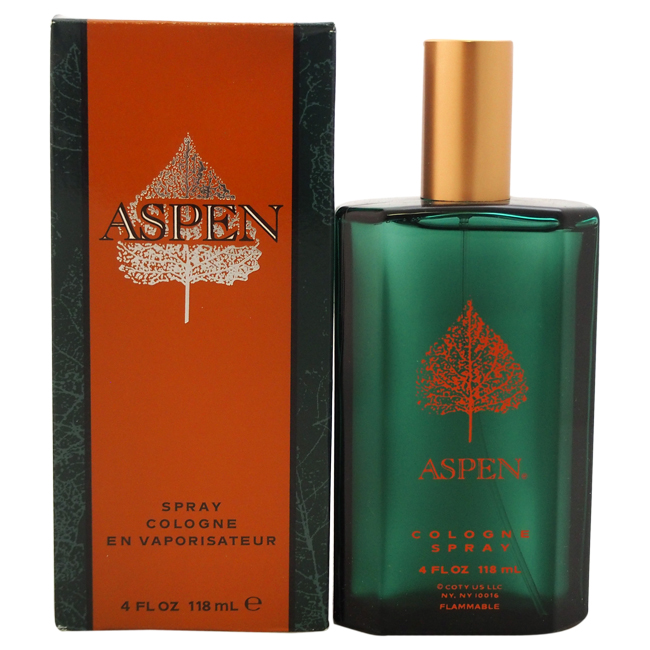 ASPEN
SPRAY
COLOGNE
EN VAPORISATEUR
4 FL OZ 118 mL ℮
ASPEN®
COLOGNE
SPRAY
4 FL OZ 118 mL
© COTY US LLC
NY, NY 10016
FLAMMABLE